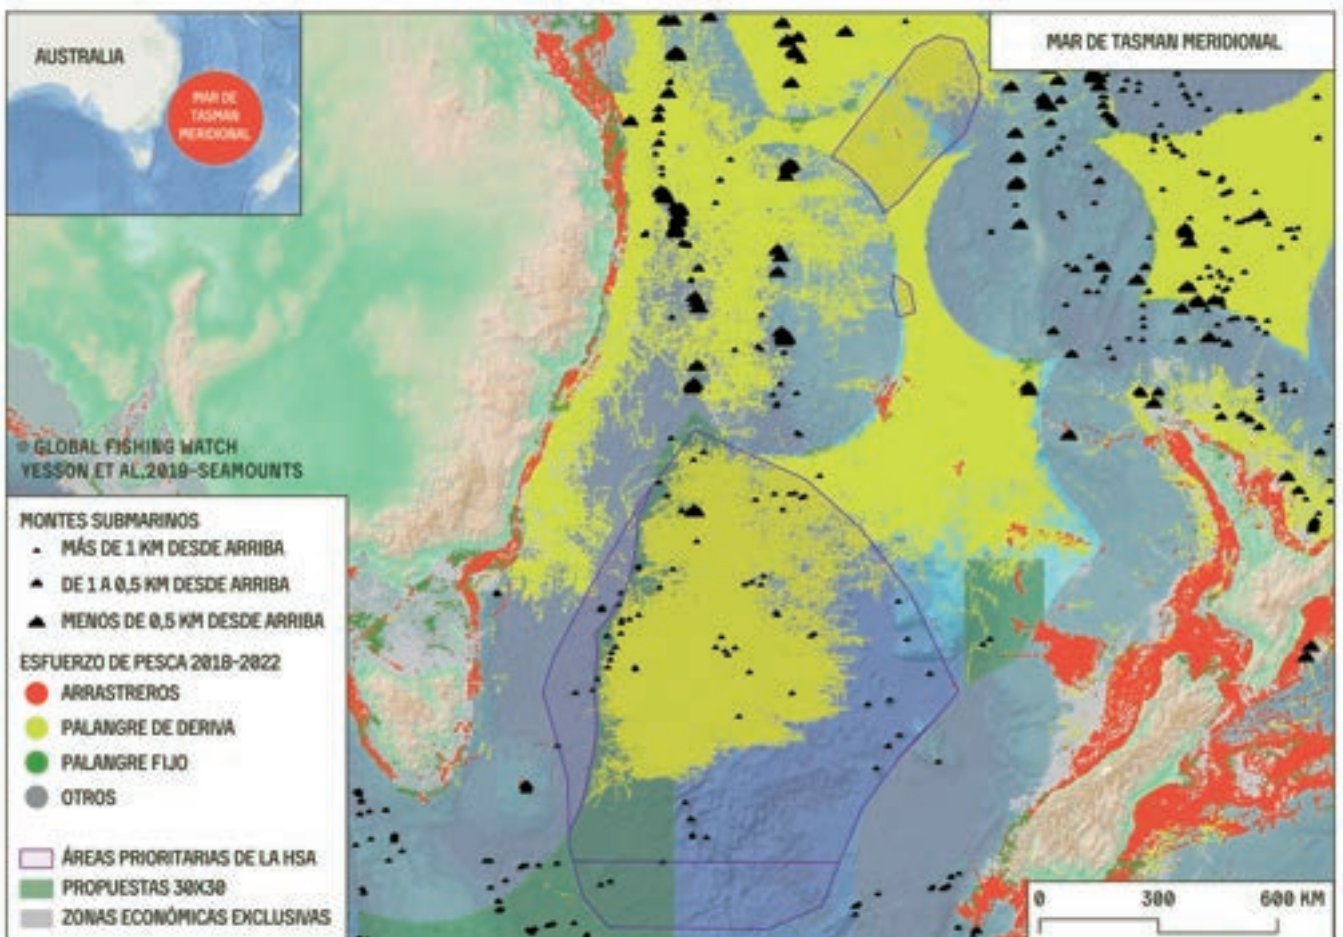 AUSTRALIA
MAR DE
TASMAN
MERIDIONAL
MAR DE TASMAN MERIDIONAL
© GLOBAL FISHING WATCH
YESSON ET AL.2019-SEAMOUNTS
MONTES SUBMARINOS
MÁS DE 1 KM DESDE ARRIBA
DE 1 A 0,5 KM DESDE ARRIBA
MENOS DE 0,5 KM DESDE ARRIBA
ESFUERZO DE PESCA 2018-2022
ARRASTREROS
PALANGRE DE DERIVA
PALANGRE FIJO
OTROS
ÁREAS PRIORITARIAS DE LA HSA
PROPUESTAS 30X30
ZONAS ECONÓMICAS EXCLUSIVAS
0 300 600 KM